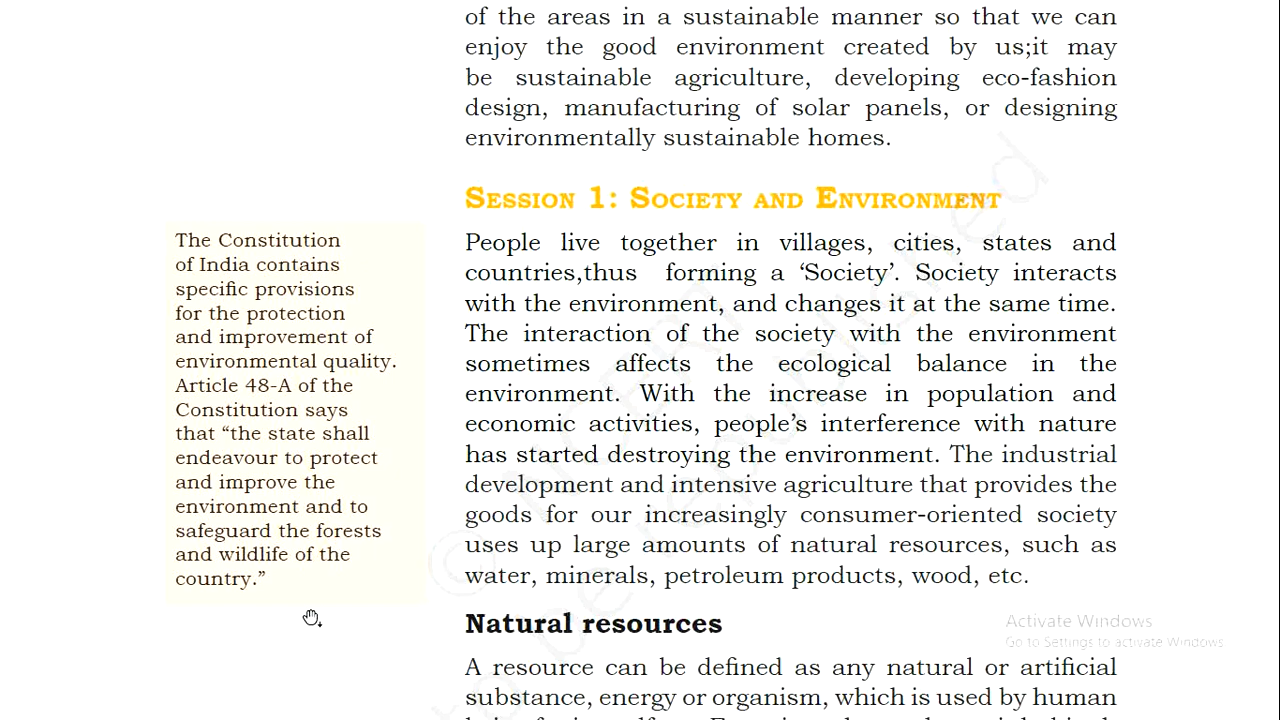 of the areas in a sustainable manner so that we can
enjoy the good environment created by us;it may
be sustainable agriculture, developing eco-fashion
design, manufacturing of solar panels, or designing
environmentally sustainable homes.
Session 1: Society and Environment
People live together in villages, cities, states and
countries,thus forming a ‘Society’. Society interacts
with the environment, and changes it at the same time.
The interaction of the society with the environment
sometimes affects the ecological balance in the
environment. With the increase in population and
economic activities, people’s interference with nature
has started destroying the environment. The industrial
development and intensive agriculture that provides the
goods for our increasingly consumer-oriented society
uses up large amounts of natural resources, such as
water, minerals, petroleum products, wood, etc.
The Constitution
of India contains
specific provisions
for the protection
and improvement of
environmental quality.
Article 48-A of the
Constitution says
that “the state shall
endeavour to protect
and improve the
environment and to
safeguard the forests
and wildlife of the
country.”
Natural resources
A resource can be defined as any natural or artificial
substance, energy or organism, which is used by human
Activate Windows
Go to Settings to activate Windows
© NCERT
to be republished